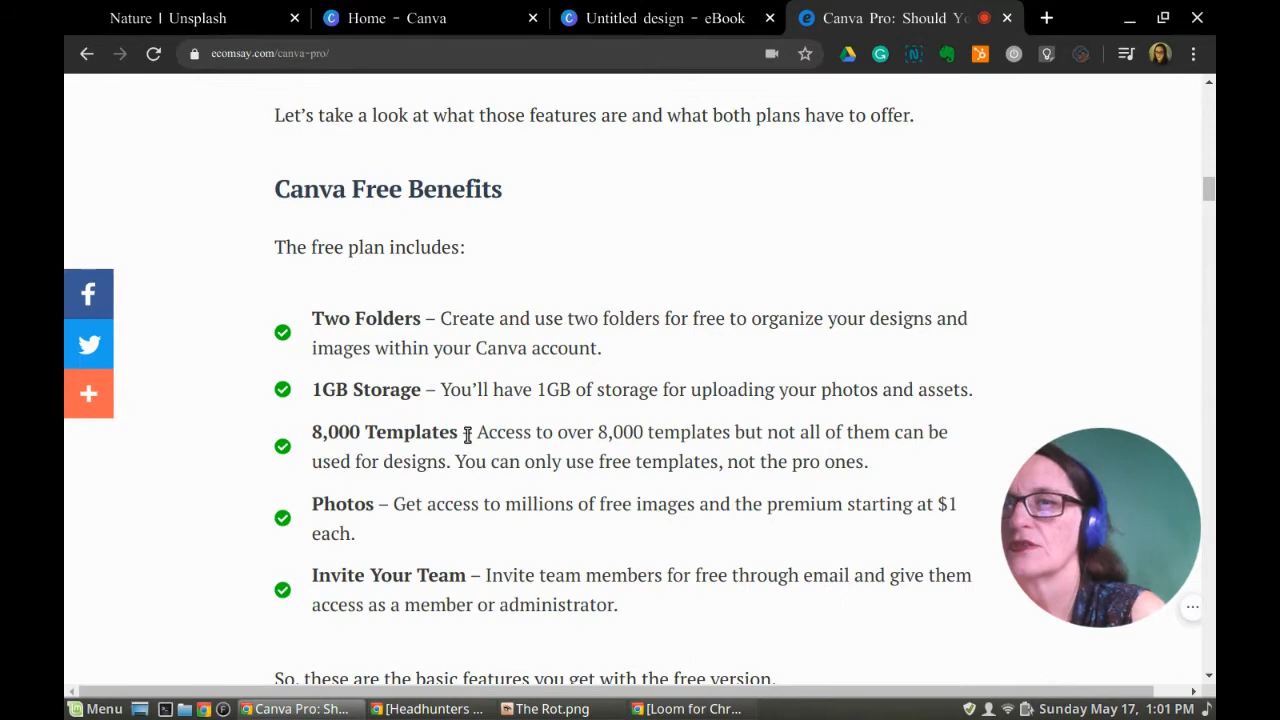 Nature I Unsplash
Home - Canva
Untitled design - eBook
Canva Pro: Should Yo
ecomsay.com/canva-pro/
Let's take a look at what those features are and what both plans have to offer.
Canva Free Benefits
The free plan includes:
Two Folders – Create and use two folders for free to organize your designs and
images within your Canva account.
1GB Storage – You'll have 1GB of storage for uploading your photos and assets.
8,000 Templates – Access to over 8,000 templates but not all of them can be
used for designs. You can only use free templates, not the pro ones.
Photos – Get access to millions of free images and the premium starting at $1
each.
Invite Your Team – Invite team members for free through email and give them
access as a member or administrator.
So, these are the basic features you get with the free version.
Menu
Canva Pro: Sh...
[Headhunters ...
The Rot.png
[Loom for Chr...
Sunday May 17, 1:01 PM